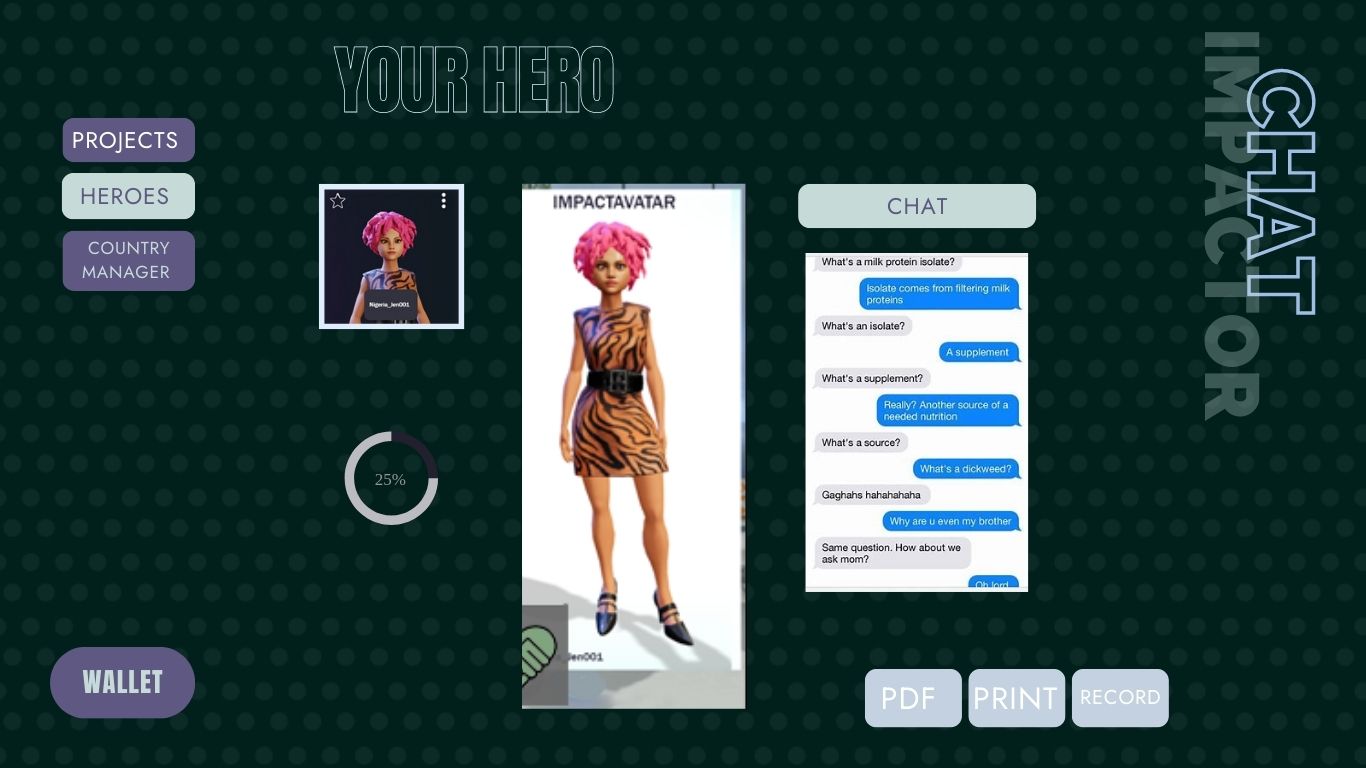 YOUR HERO
IMPACTOR
CHAT
PROJECTS
HEROES
COUNTRY
MANAGER
Nigeria_Jen001
25%
IMPACTAVATAR
Jen001
CHAT
What's a milk protein isolate?
Isolate comes from filtering milk
proteins
What's an isolate?
A supplement
What's a supplement?
Really? Another source of a
needed nutrition
What's a source?
What's a dickweed?
Gaghahs hahahahaha
Why are u even my brother
Same question. How about we
ask mom?
Oh lord
WALLET
PDF
PRINT
RECORD